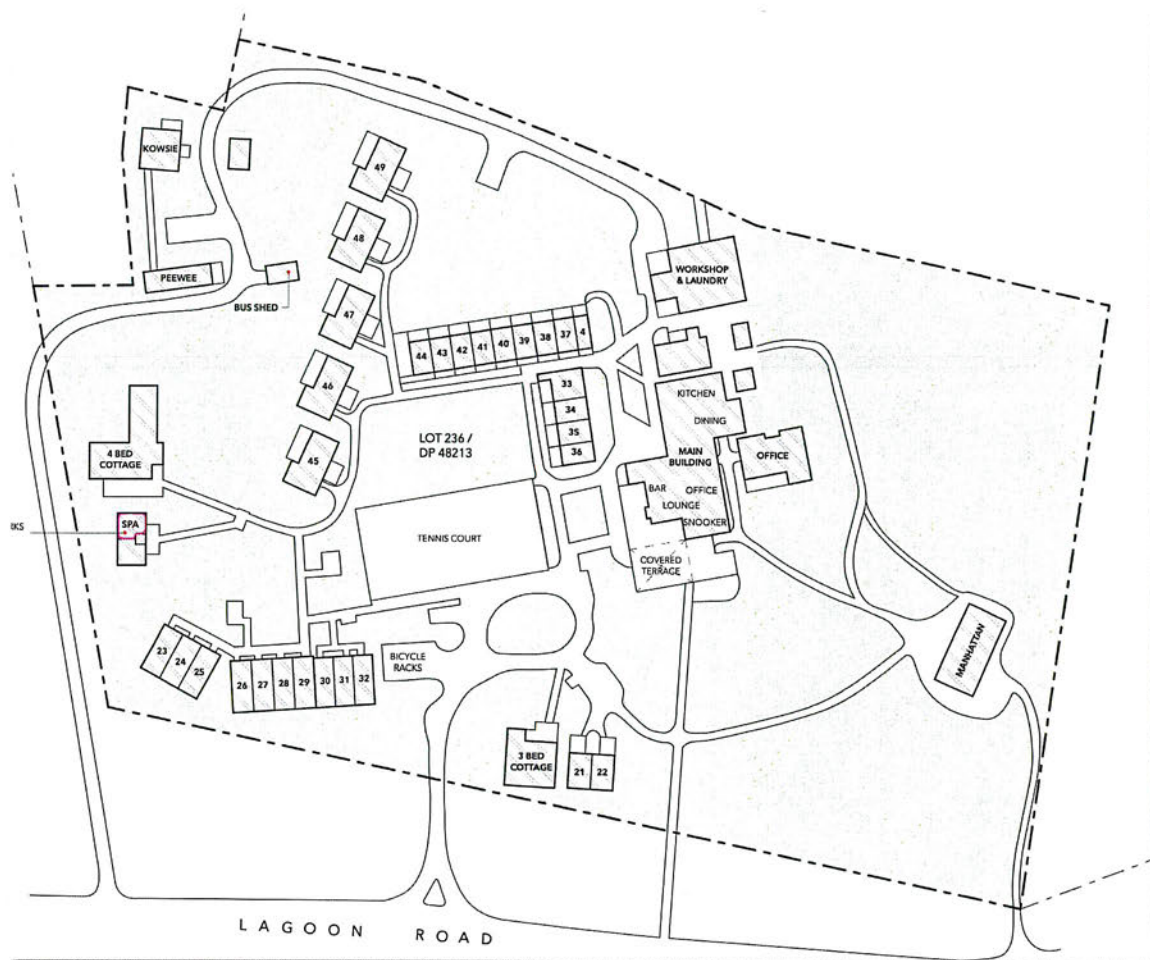 KOWSIE
49
48
PEEWEE
BUS SHED
47
WORKSHOP
& LAUNDRY
44
43
42
41
40
39
38
37
4
46
33
34
35
36
KITCHEN
DINING
LOT 236 /
DP 48213
45
MAIN
BUILDING
OFFICE
4 BED
COTTAGE
BAR
OFFICE
LOUNGE
SNOOKER
SPA
TENNIS COURT
COVERED
TERRACE
23
24
25
26
27
28
29
30
31
32
BICYCLE
RACKS
MANHATTAN
3 BED
COTTAGE
21
22
LAGOON ROAD